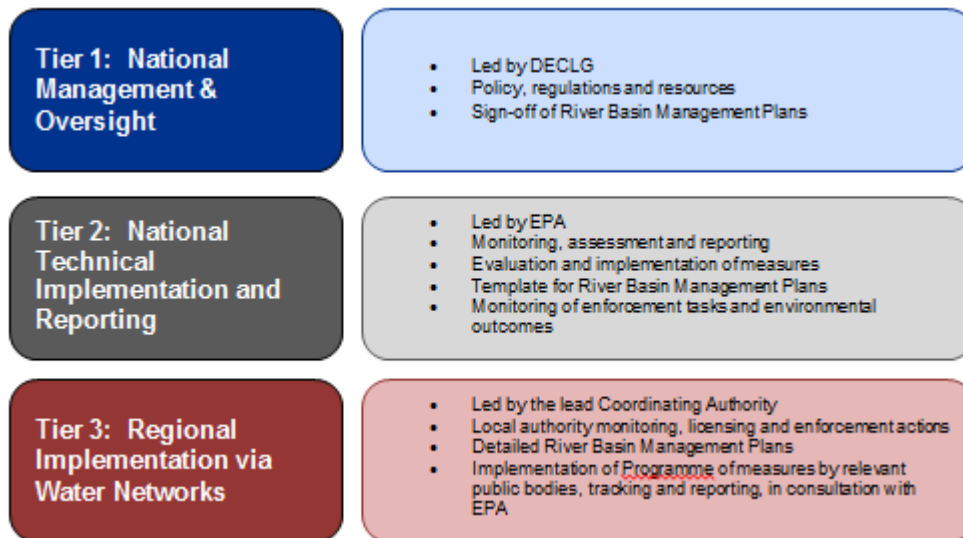 Tier 1: National
Management &
Oversight
• Led by DECLG
• Policy, regulations and resources
• Sign-off of River Basin Management Plans
Tier 2: National
Technical
Implementation and
Reporting
• Led by EPA
• Monitoring, assessment and reporting
• Evaluation and implementation of measures
• Template for River Basin Management Plans
• Monitoring of enforcement tasks and environmental
outcomes
Tier 3: Regional
Implementation via
Water Networks
• Led by the lead Coordinating Authority
• Local authority monitoring, licensing and enforcement actions
• Detailed River Basin Management Plans
• Implementation of Programme of measures by relevant
public bodies, tracking and reporting, in consultation with
EPA